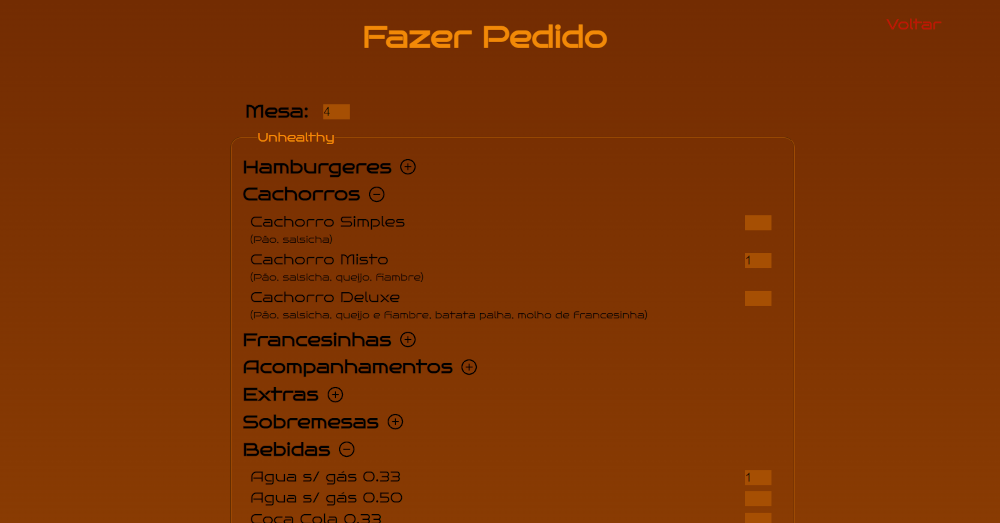 Fazer Pedido
Voltar
Mesa: 4
Unhealthy
Hamburgeres
Cachorros
Cachorro Simples
(Pão, salsicha)
Cachorro Misto 1
(Pão, salsicha, queijo, fiambre)
Cachorro Deluxe
(Pão, salsicha, queijo e fiambre, batata palha, molho de francesinha)
Francesinhas
Acompanhamentos
Extras
Sobremesas
Bebidas
Agua s/ gás 0.33 1
Agua s/ gás 0.50
Coca Cola 0.33